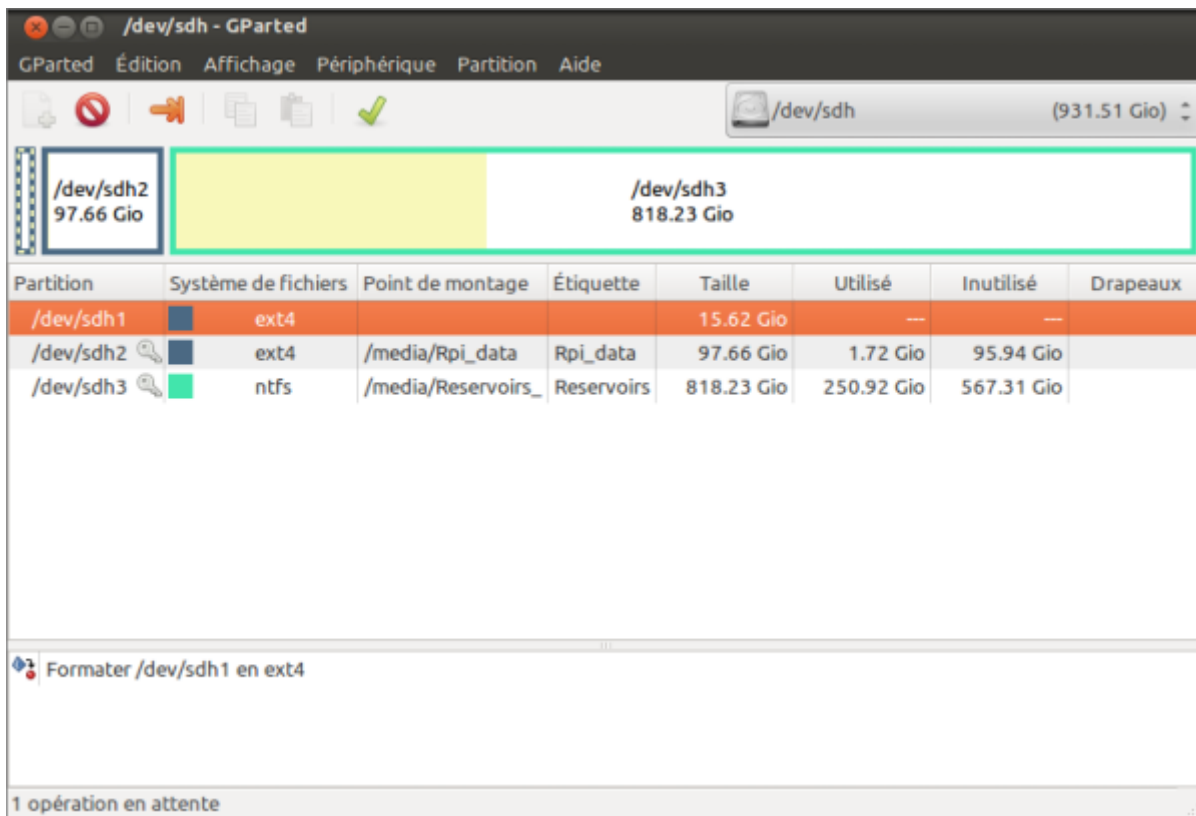 /dev/sdh - GParted
GParted Édition Affichage Périphérique Partition Aide
/dev/sdh (931.51 Gio)
/dev/sdh2
97.66 Gio
/dev/sdh3
818.23 Gio
Partition Système de fichiers Point de montage Étiquette Taille Utilisé Inutilisé Drapeaux
/dev/sdh1 ext4 15.62 Gio --- ---
/dev/sdh2 ext4 /media/Rpi_data Rpi_data 97.66 Gio 1.72 Gio 95.94 Gio
/dev/sdh3 ntfs /media/Reservoirs_ Reservoirs 818.23 Gio 250.92 Gio 567.31 Gio
Formater /dev/sdh1 en ext4
1 opération en attente